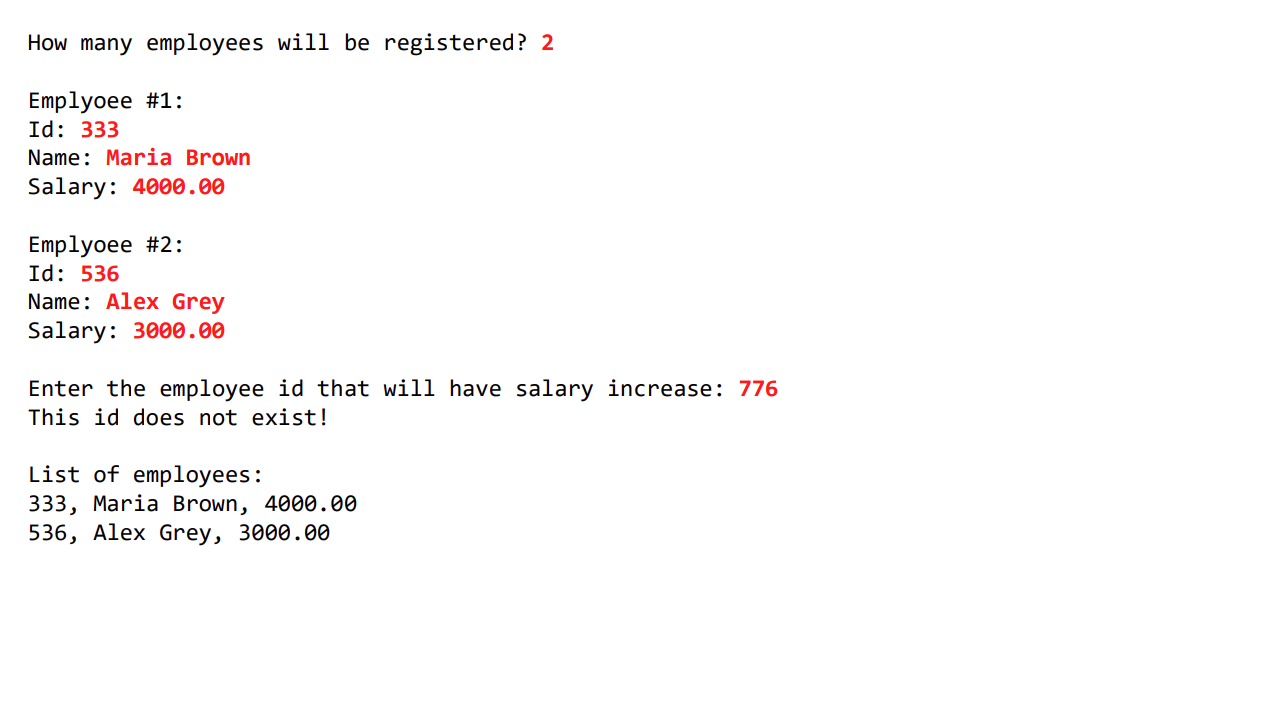 How many employees will be registered? 2
Emplyoee #1:
Id: 333
Name: Maria Brown
Salary: 4000.00
Emplyoee #2:
Id: 536
Name: Alex Grey
Salary: 3000.00
Enter the employee id that will have salary increase: 776
This id does not exist!
List of employees:
333, Maria Brown, 4000.00
536, Alex Grey, 3000.00